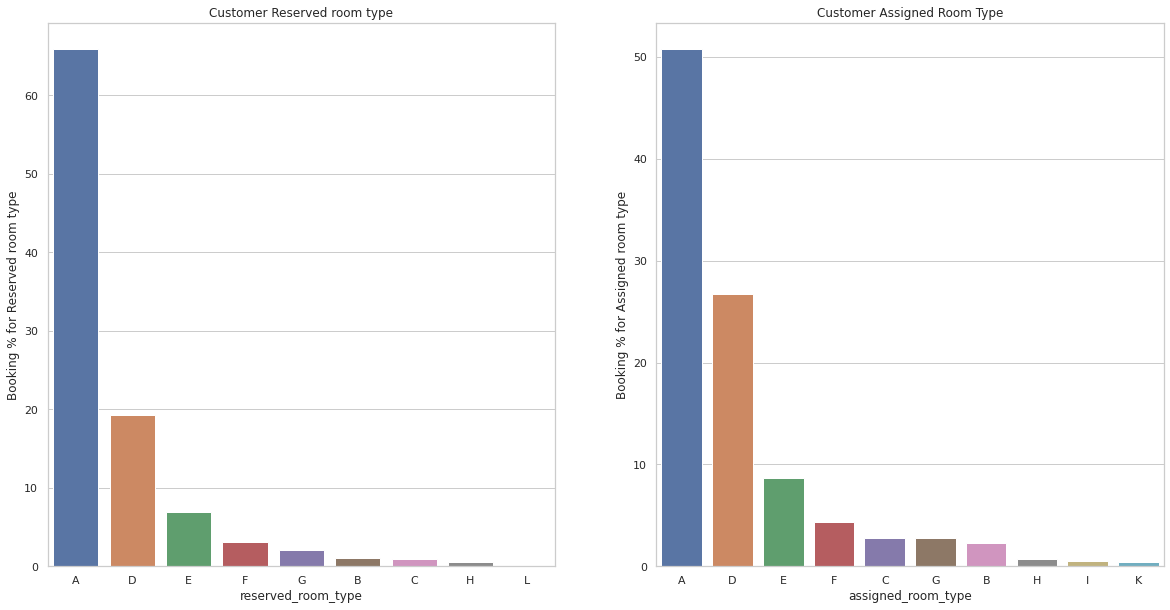 Customer Reserved room type
Booking % for Reserved room type
60
50
40
30
20
10
0
A D E F G B C H L
reserved_room_type
Customer Assigned Room Type
Booking % for Assigned room type
50
40
30
20
10
0
A D E F C G B H I K
assigned_room_type